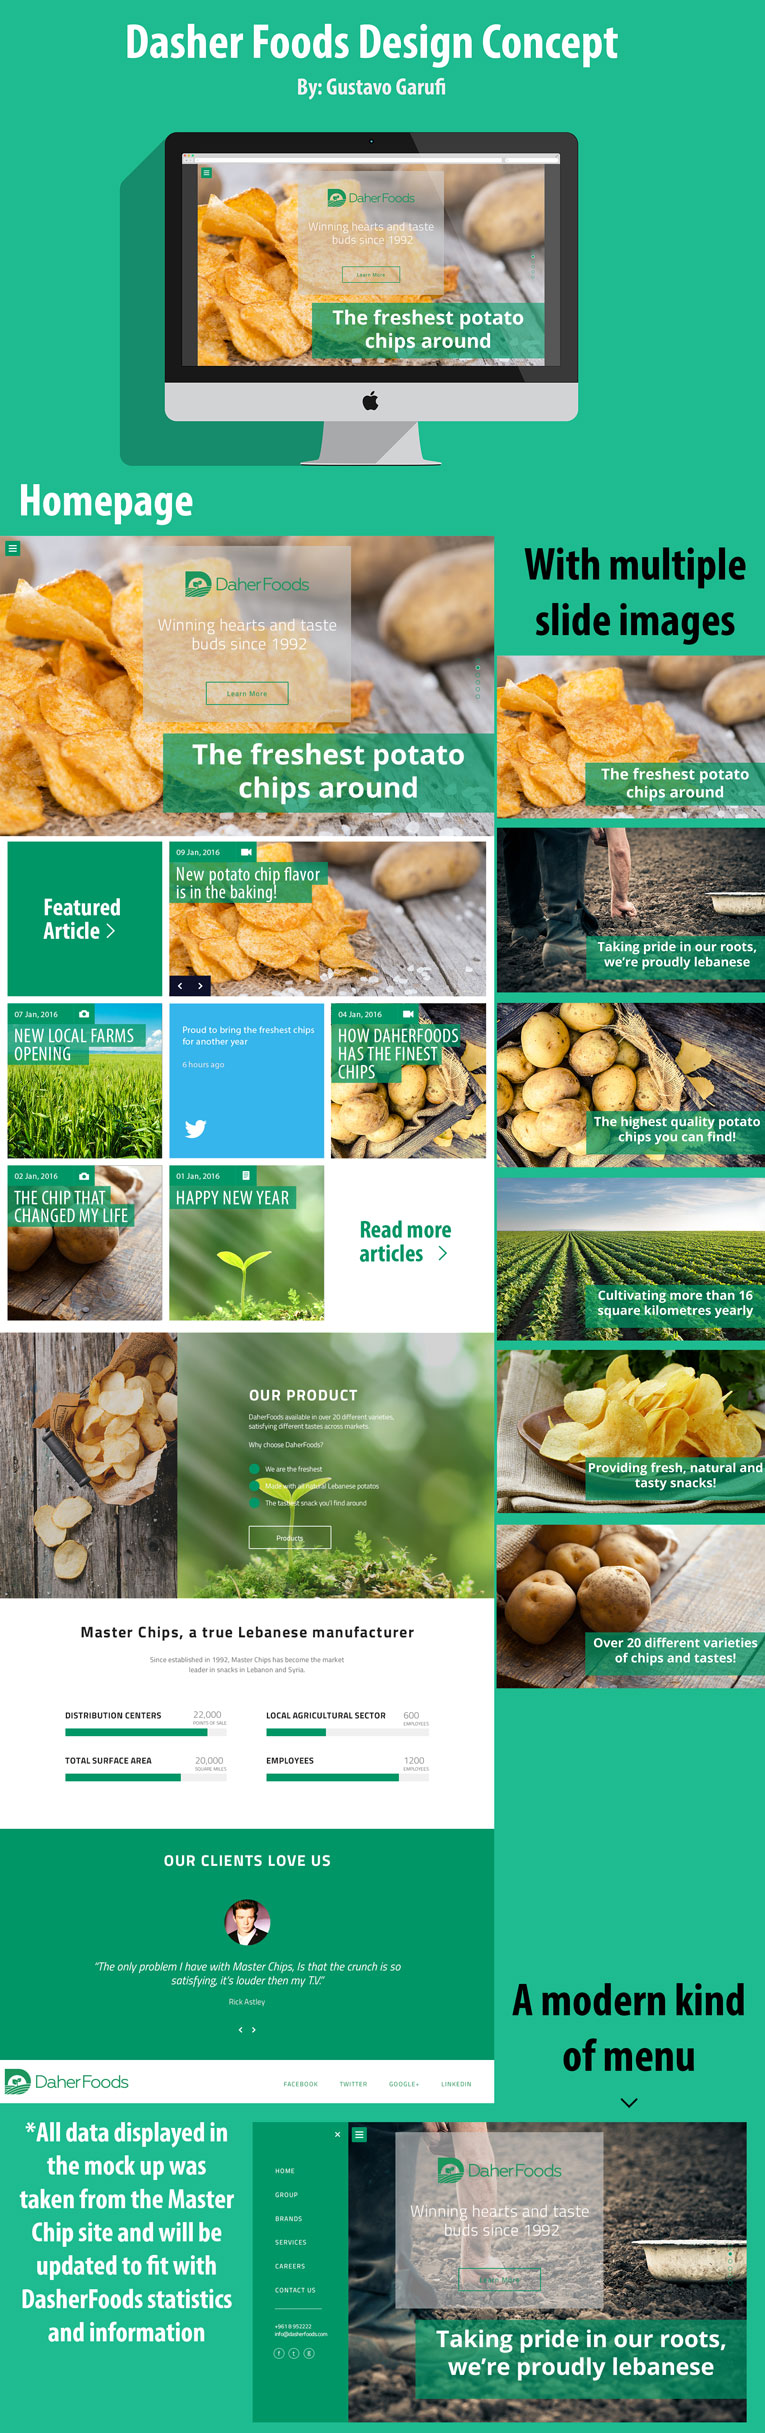 Dasher Foods Design Concept
By: Gustavo Garufi
DaherFoods
Winning hearts and taste
buds since 1992
Learn More
The freshest potato
chips around
Homepage
DaherFoods
Winning hearts and taste
buds since 1992
Learn More
The freshest potato
chips around
With multiple
slide images
The freshest potato
chips around
Taking pride in our roots,
we're proudly lebanese
The highest quality potato
chips you can find!
Cultivating more than 16
square kilometres yearly
Providing fresh, natural and
tasty snacks!
Over 20 different varieties
of chips and tastes!
Featured
Article >
09 Jan, 2016
New potato chip flavor
is in the baking!
07 Jan, 2016
NEW LOCAL FARMS
OPENING
Proud to bring the freshest chips
for another year
6 hours ago
04 Jan, 2016
HOW DAHERFOODS
HAS THE FINEST
CHIPS
02 Jan, 2016
THE CHIP THAT
CHANGED MY LIFE
01 Jan, 2016
HAPPY NEW YEAR
Read more
articles >
OUR PRODUCT
DaherFoods available in over 20 different varieties,
satisfying different tastes across markets.
Why choose DaherFoods?
We are the freshest
Made with all natural Lebanese potatos
The tastiest snack you'l find around
Products
Master Chips, a true Lebanese manufacturer
Since established in 1992, Master Chips has become the market
leader in snacks in Lebanon and Syria.
DISTRIBUTION CENTERS 22,000
POINTS OF SALE
LOCAL AGRICULTURAL SECTOR 600
EMPLOYEES
TOTAL SURFACE AREA 20,000
SQUARE MILES
EMPLOYEES 1200
EMPLOYEES
OUR CLIENTS LOVE US
"The only problem I have with Master Chips, Is that the crunch is so
satisfying, it's louder then my T.V."
Rick Astley
DaherFoods
FACEBOOK TWITTER GOOGLE+ LINKEDIN
A modern kind
of menu
*All data displayed in
the mock up was
taken from the Master
Chip site and will be
updated to fit with
DasherFoods statistics
and information
HOME
GROUP
BRANDS
SERVICES
CAREERS
CONTACT US
+961 8 952222
info@dasherfoods.com
DaherFoods
Winning hearts and taste
buds since 1992
Learn More
Taking pride in our roots,
we're proudly lebanese